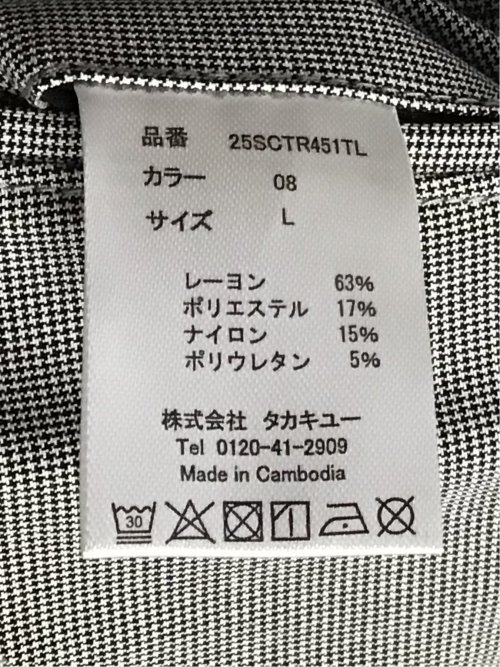 品番 25SCTR451TL
カラー 08
サイズ L
レーヨン 63%
ポリエステル 17%
ナイロン 15%
ポリウレタン 5%
株式会社 タカキユー
Tel 0120-41-2909
Made in Cambodia
30